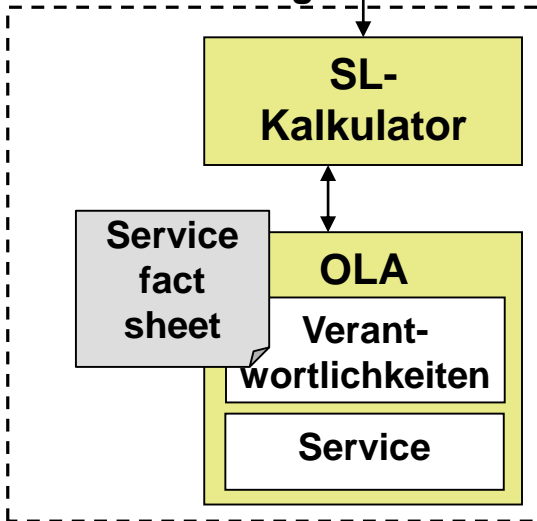 g
SL-
Kalkulator
Service
fact
sheet
OLA
Verant-
wortlichkeiten
Service